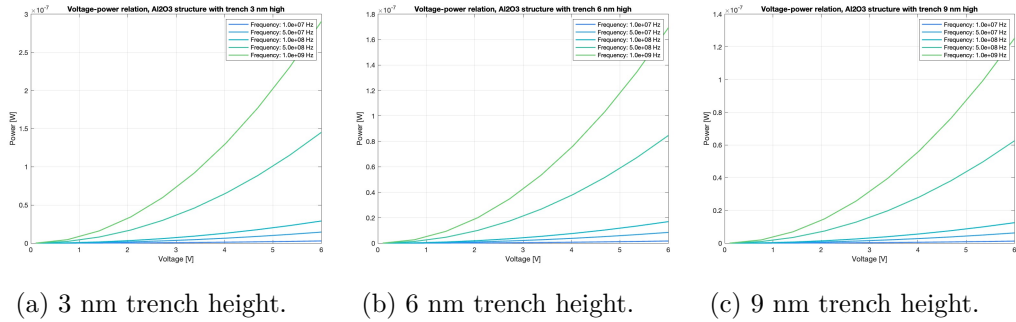 ×10⁻⁷
Voltage-power relation, Al2O3 structure with trench 3 nm high
3
2.5
2
1.5
1
0.5
0
Power [W]
0 1 2 3 4 5 6
Voltage [V]
Frequency: 1.0e+07 Hz
Frequency: 5.0e+07 Hz
Frequency: 1.0e+08 Hz
Frequency: 5.0e+08 Hz
Frequency: 1.0e+09 Hz
(a) 3 nm trench height.
×10⁻⁷
Voltage-power relation, Al2O3 structure with trench 6 nm high
1.8
1.6
1.4
1.2
1
0.8
0.6
0.4
0.2
0
Power [W]
0 1 2 3 4 5 6
Voltage [V]
Frequency: 1.0e+07 Hz
Frequency: 5.0e+07 Hz
Frequency: 1.0e+08 Hz
Frequency: 5.0e+08 Hz
Frequency: 1.0e+09 Hz
(b) 6 nm trench height.
×10⁻⁷
Voltage-power relation, Al2O3 structure with trench 9 nm high
1.4
1.2
1
0.8
0.6
0.4
0.2
0
Power [W]
0 1 2 3 4 5 6
Voltage [V]
Frequency: 1.0e+07 Hz
Frequency: 5.0e+07 Hz
Frequency: 1.0e+08 Hz
Frequency: 5.0e+08 Hz
Frequency: 1.0e+09 Hz
(c) 9 nm trench height.